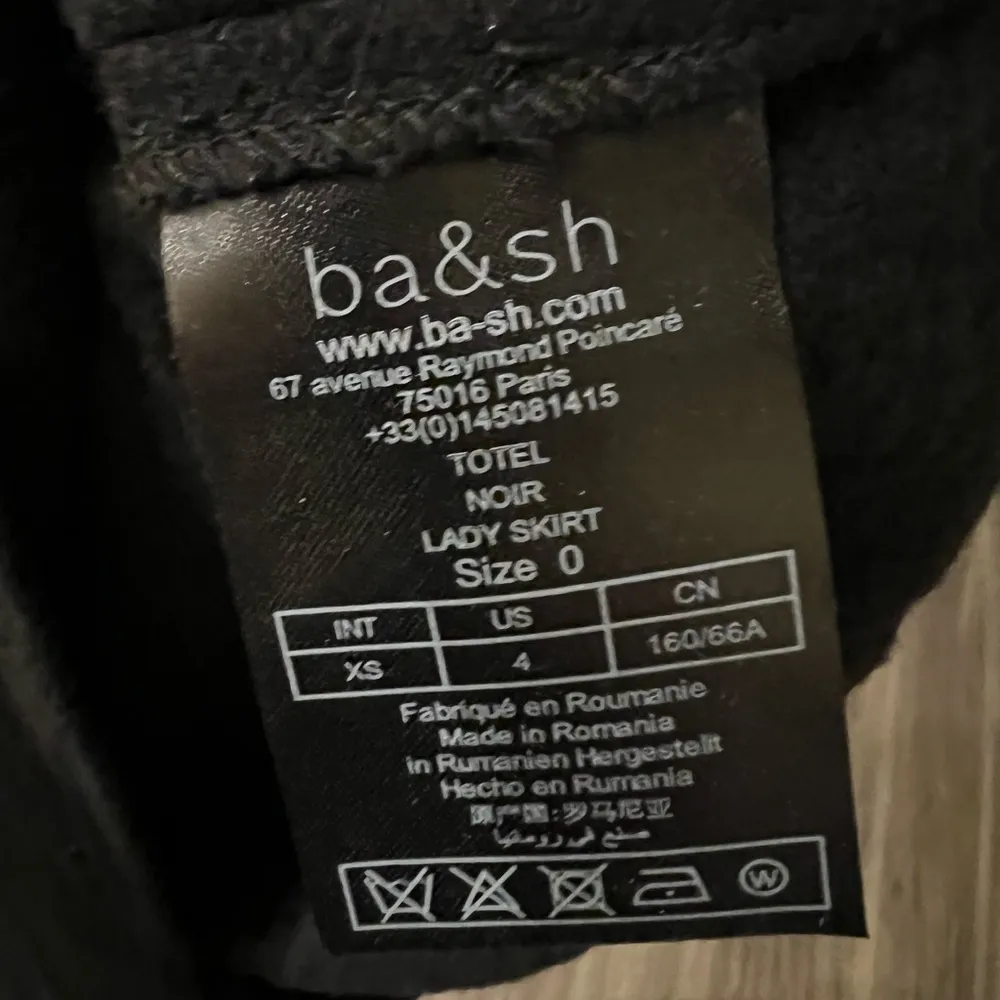 ba&sh
www.ba-sh.com
67 avenue Raymond Poincaré
75016 Paris
+33(0)145081415
TOTEL
NOIR
LADY SKIRT
Size 0
INT US CN
XS 4 160/66A
Fabriqué en Roumanie
Made in Romania
in Rumänien Hergestellt
Hecho en Rumania
原产国:罗马尼亚
صنع في رومانيا
W